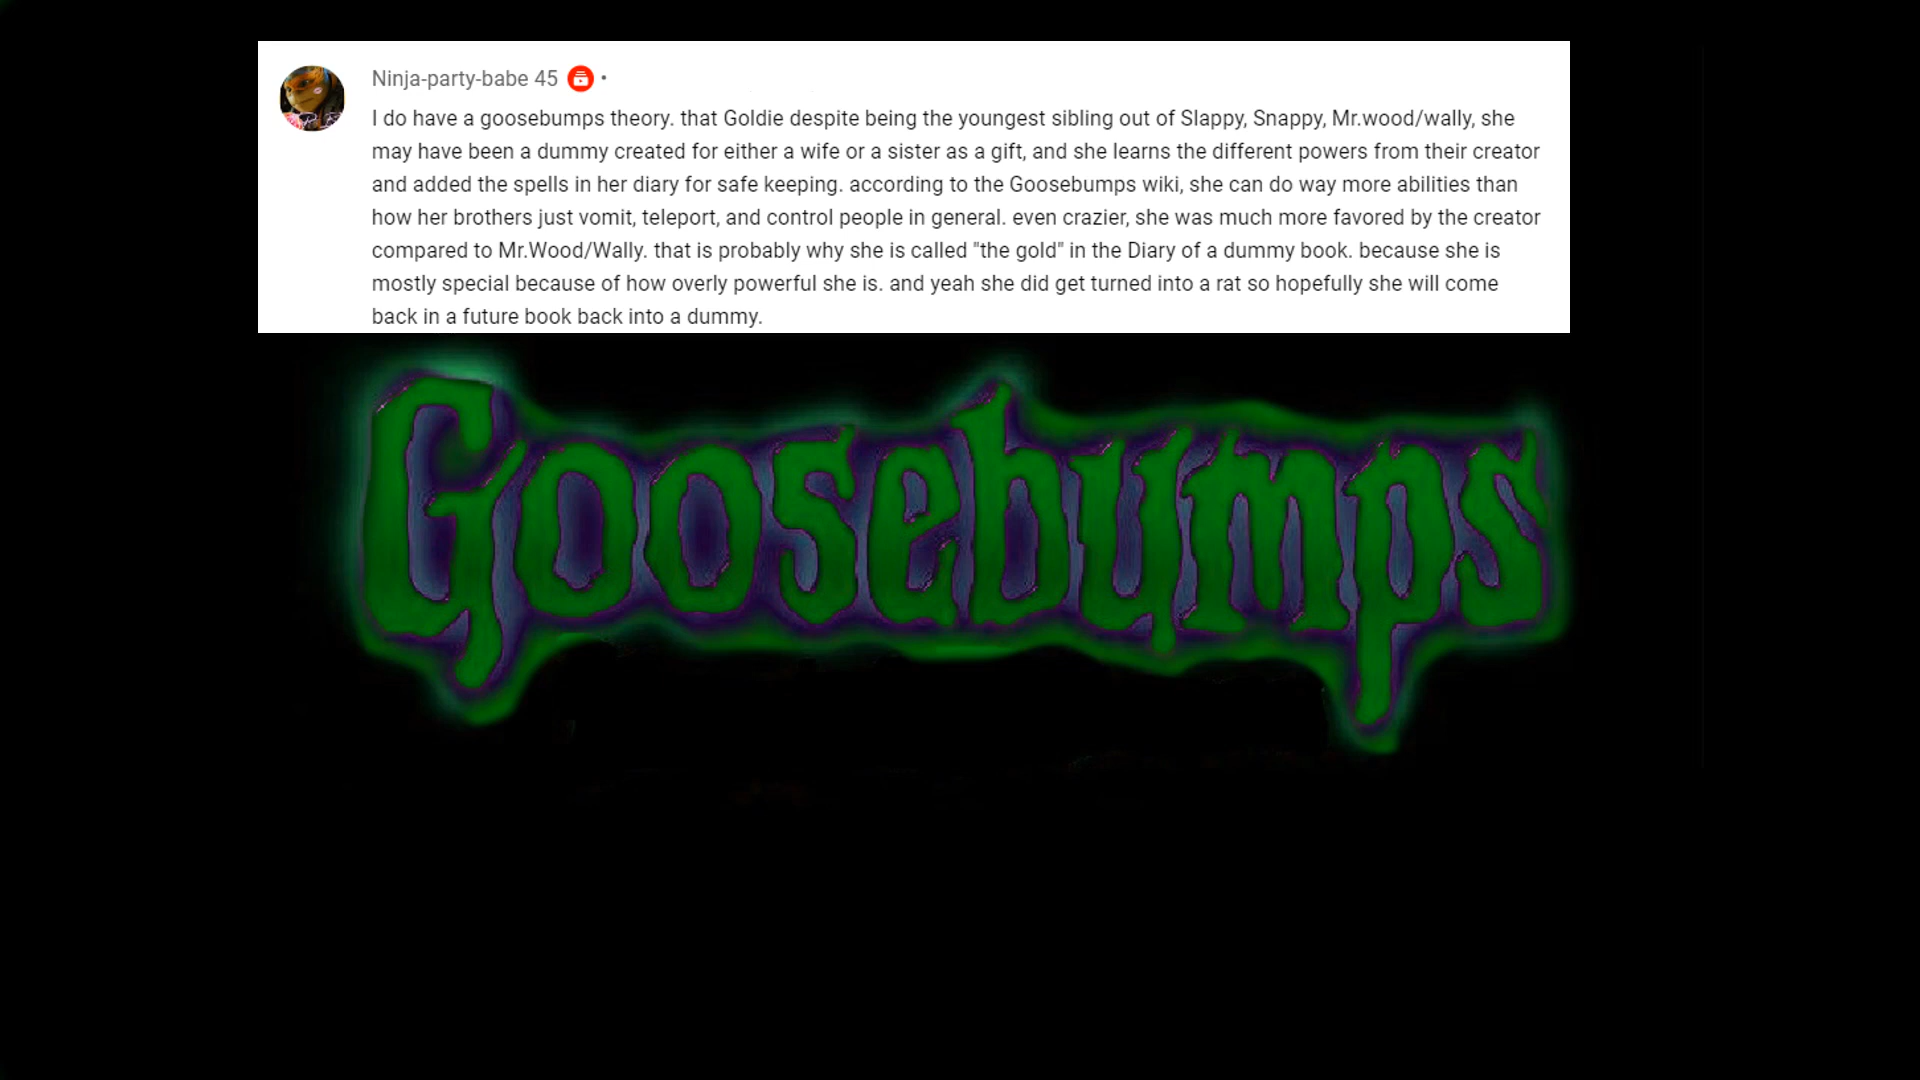 Ninja-party-babe 45 •
I do have a goosebumps theory. that Goldie despite being the youngest sibling out of Slappy, Snappy, Mr.wood/wally, she
may have been a dummy created for either a wife or a sister as a gift, and she learns the different powers from their creator
and added the spells in her diary for safe keeping. according to the Goosebumps wiki, she can do way more abilities than
how her brothers just vomit, teleport, and control people in general. even crazier, she was much more favored by the creator
compared to Mr.Wood/Wally. that is probably why she is called "the gold" in the Diary of a dummy book. because she is
mostly special because of how overly powerful she is. and yeah she did get turned into a rat so hopefully she will come
back in a future book back into a dummy.
Goosebumps